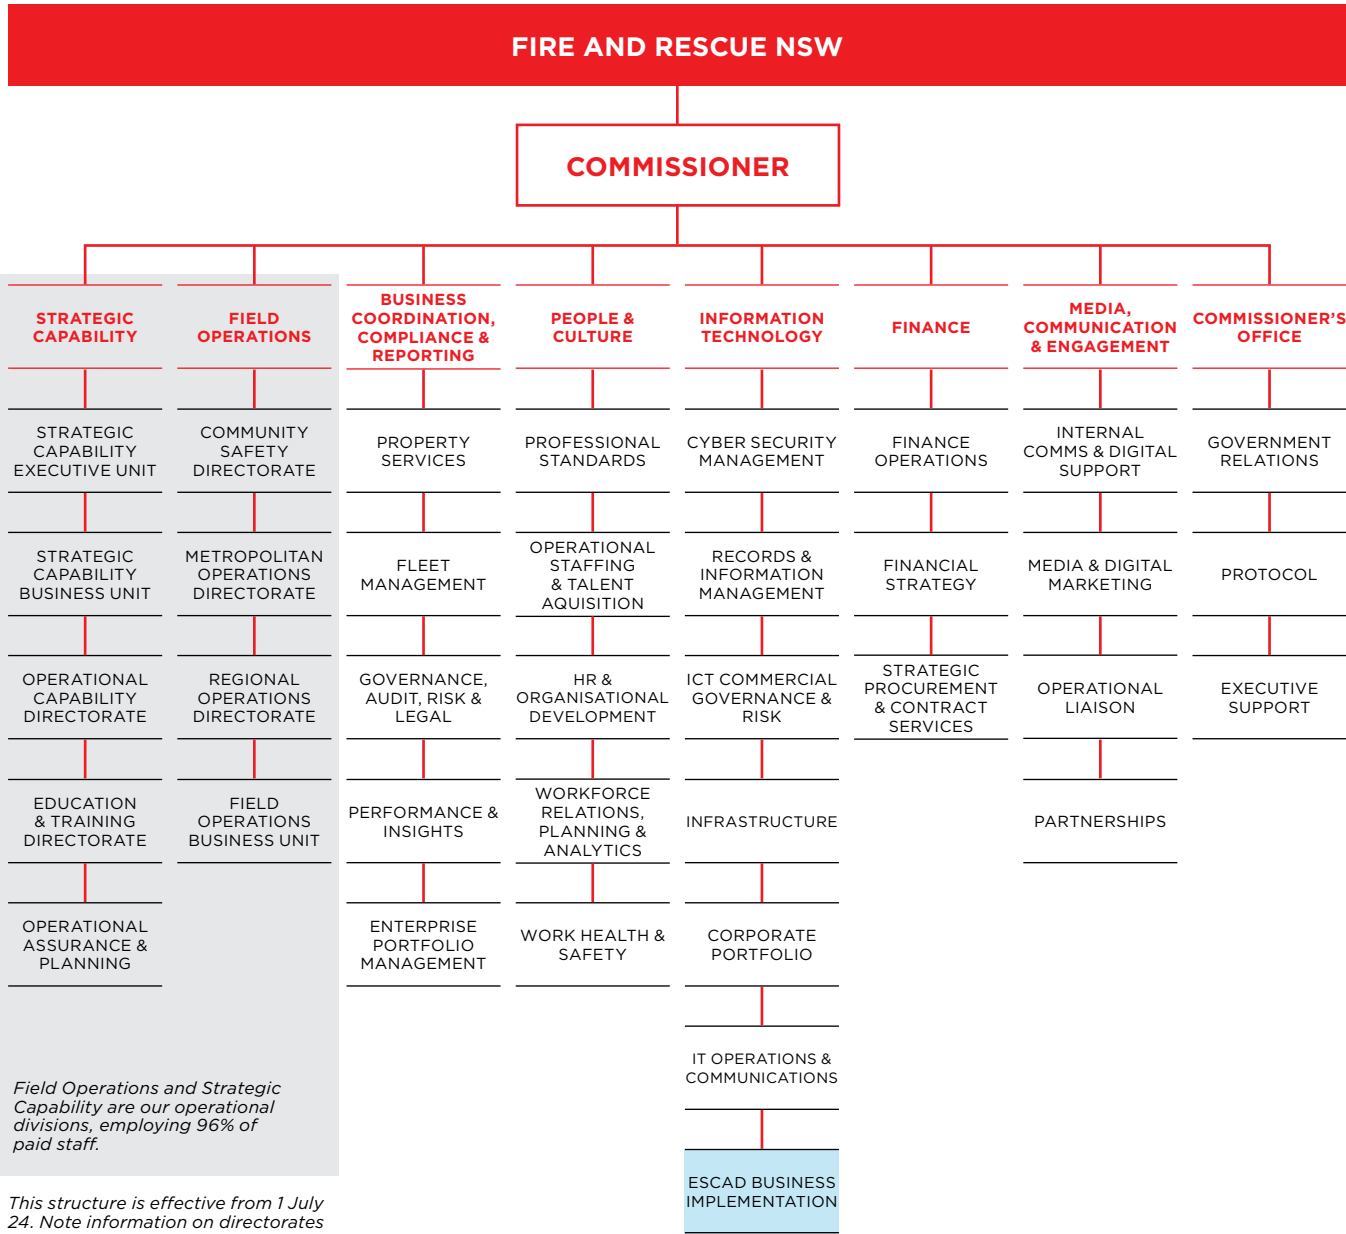 FIRE AND RESCUE NSW
COMMISSIONER
STRATEGIC
CAPABILITY
STRATEGIC
CAPABILITY
EXECUTIVE UNIT
STRATEGIC
CAPABILITY
BUSINESS UNIT
OPERATIONAL
CAPABILITY
DIRECTORATE
EDUCATION
& TRAINING
DIRECTORATE
OPERATIONAL
ASSURANCE &
PLANNING
FIELD
OPERATIONS
COMMUNITY
SAFETY
DIRECTORATE
METROPOLITAN
OPERATIONS
DIRECTORATE
REGIONAL
OPERATIONS
DIRECTORATE
FIELD
OPERATIONS
BUSINESS UNIT
BUSINESS
COORDINATION,
COMPLIANCE &
REPORTING
PROPERTY
SERVICES
FLEET
MANAGEMENT
GOVERNANCE,
AUDIT, RISK &
LEGAL
PERFORMANCE &
INSIGHTS
ENTERPRISE
PORTFOLIO
MANAGEMENT
PEOPLE &
CULTURE
PROFESSIONAL
STANDARDS
OPERATIONAL
STAFFING
& TALENT
AQUISITION
HR &
ORGANISATIONAL
DEVELOPMENT
WORKFORCE
RELATIONS,
PLANNING &
ANALYTICS
WORK HEALTH &
SAFETY
INFORMATION
TECHNOLOGY
CYBER SECURITY
MANAGEMENT
RECORDS &
INFORMATION
MANAGEMENT
ICT COMMERCIAL
GOVERNANCE &
RISK
INFRASTRUCTURE
CORPORATE
PORTFOLIO
IT OPERATIONS &
COMMUNICATIONS
ESCAD BUSINESS
IMPLEMENTATION
FINANCE
FINANCE
OPERATIONS
FINANCIAL
STRATEGY
STRATEGIC
PROCUREMENT
& CONTRACT
SERVICES
MEDIA,
COMMUNICATION
& ENGAGEMENT
INTERNAL
COMMS & DIGITAL
SUPPORT
MEDIA & DIGITAL
MARKETING
OPERATIONAL
LIAISON
PARTNERSHIPS
COMMISSIONER'S
OFFICE
GOVERNMENT
RELATIONS
PROTOCOL
EXECUTIVE
SUPPORT
Field Operations and Strategic
Capability are our operational
divisions, employing 96% of
paid staff.
This structure is effective from 1 July
24. Note information on directorates